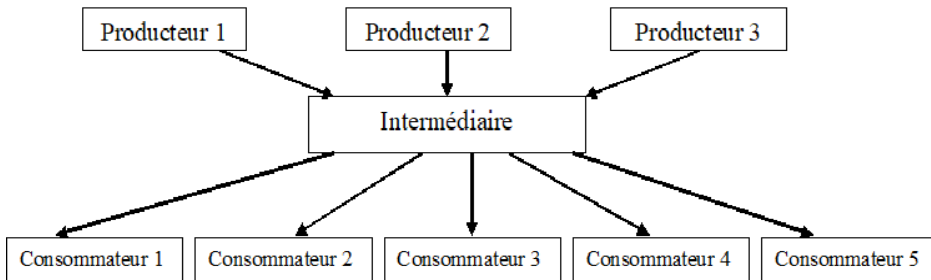 Producteur 1
Producteur 2
Producteur 3
Intermédiaire
Consommateur 1
Consommateur 2
Consommateur 3
Consommateur 4
Consommateur 5